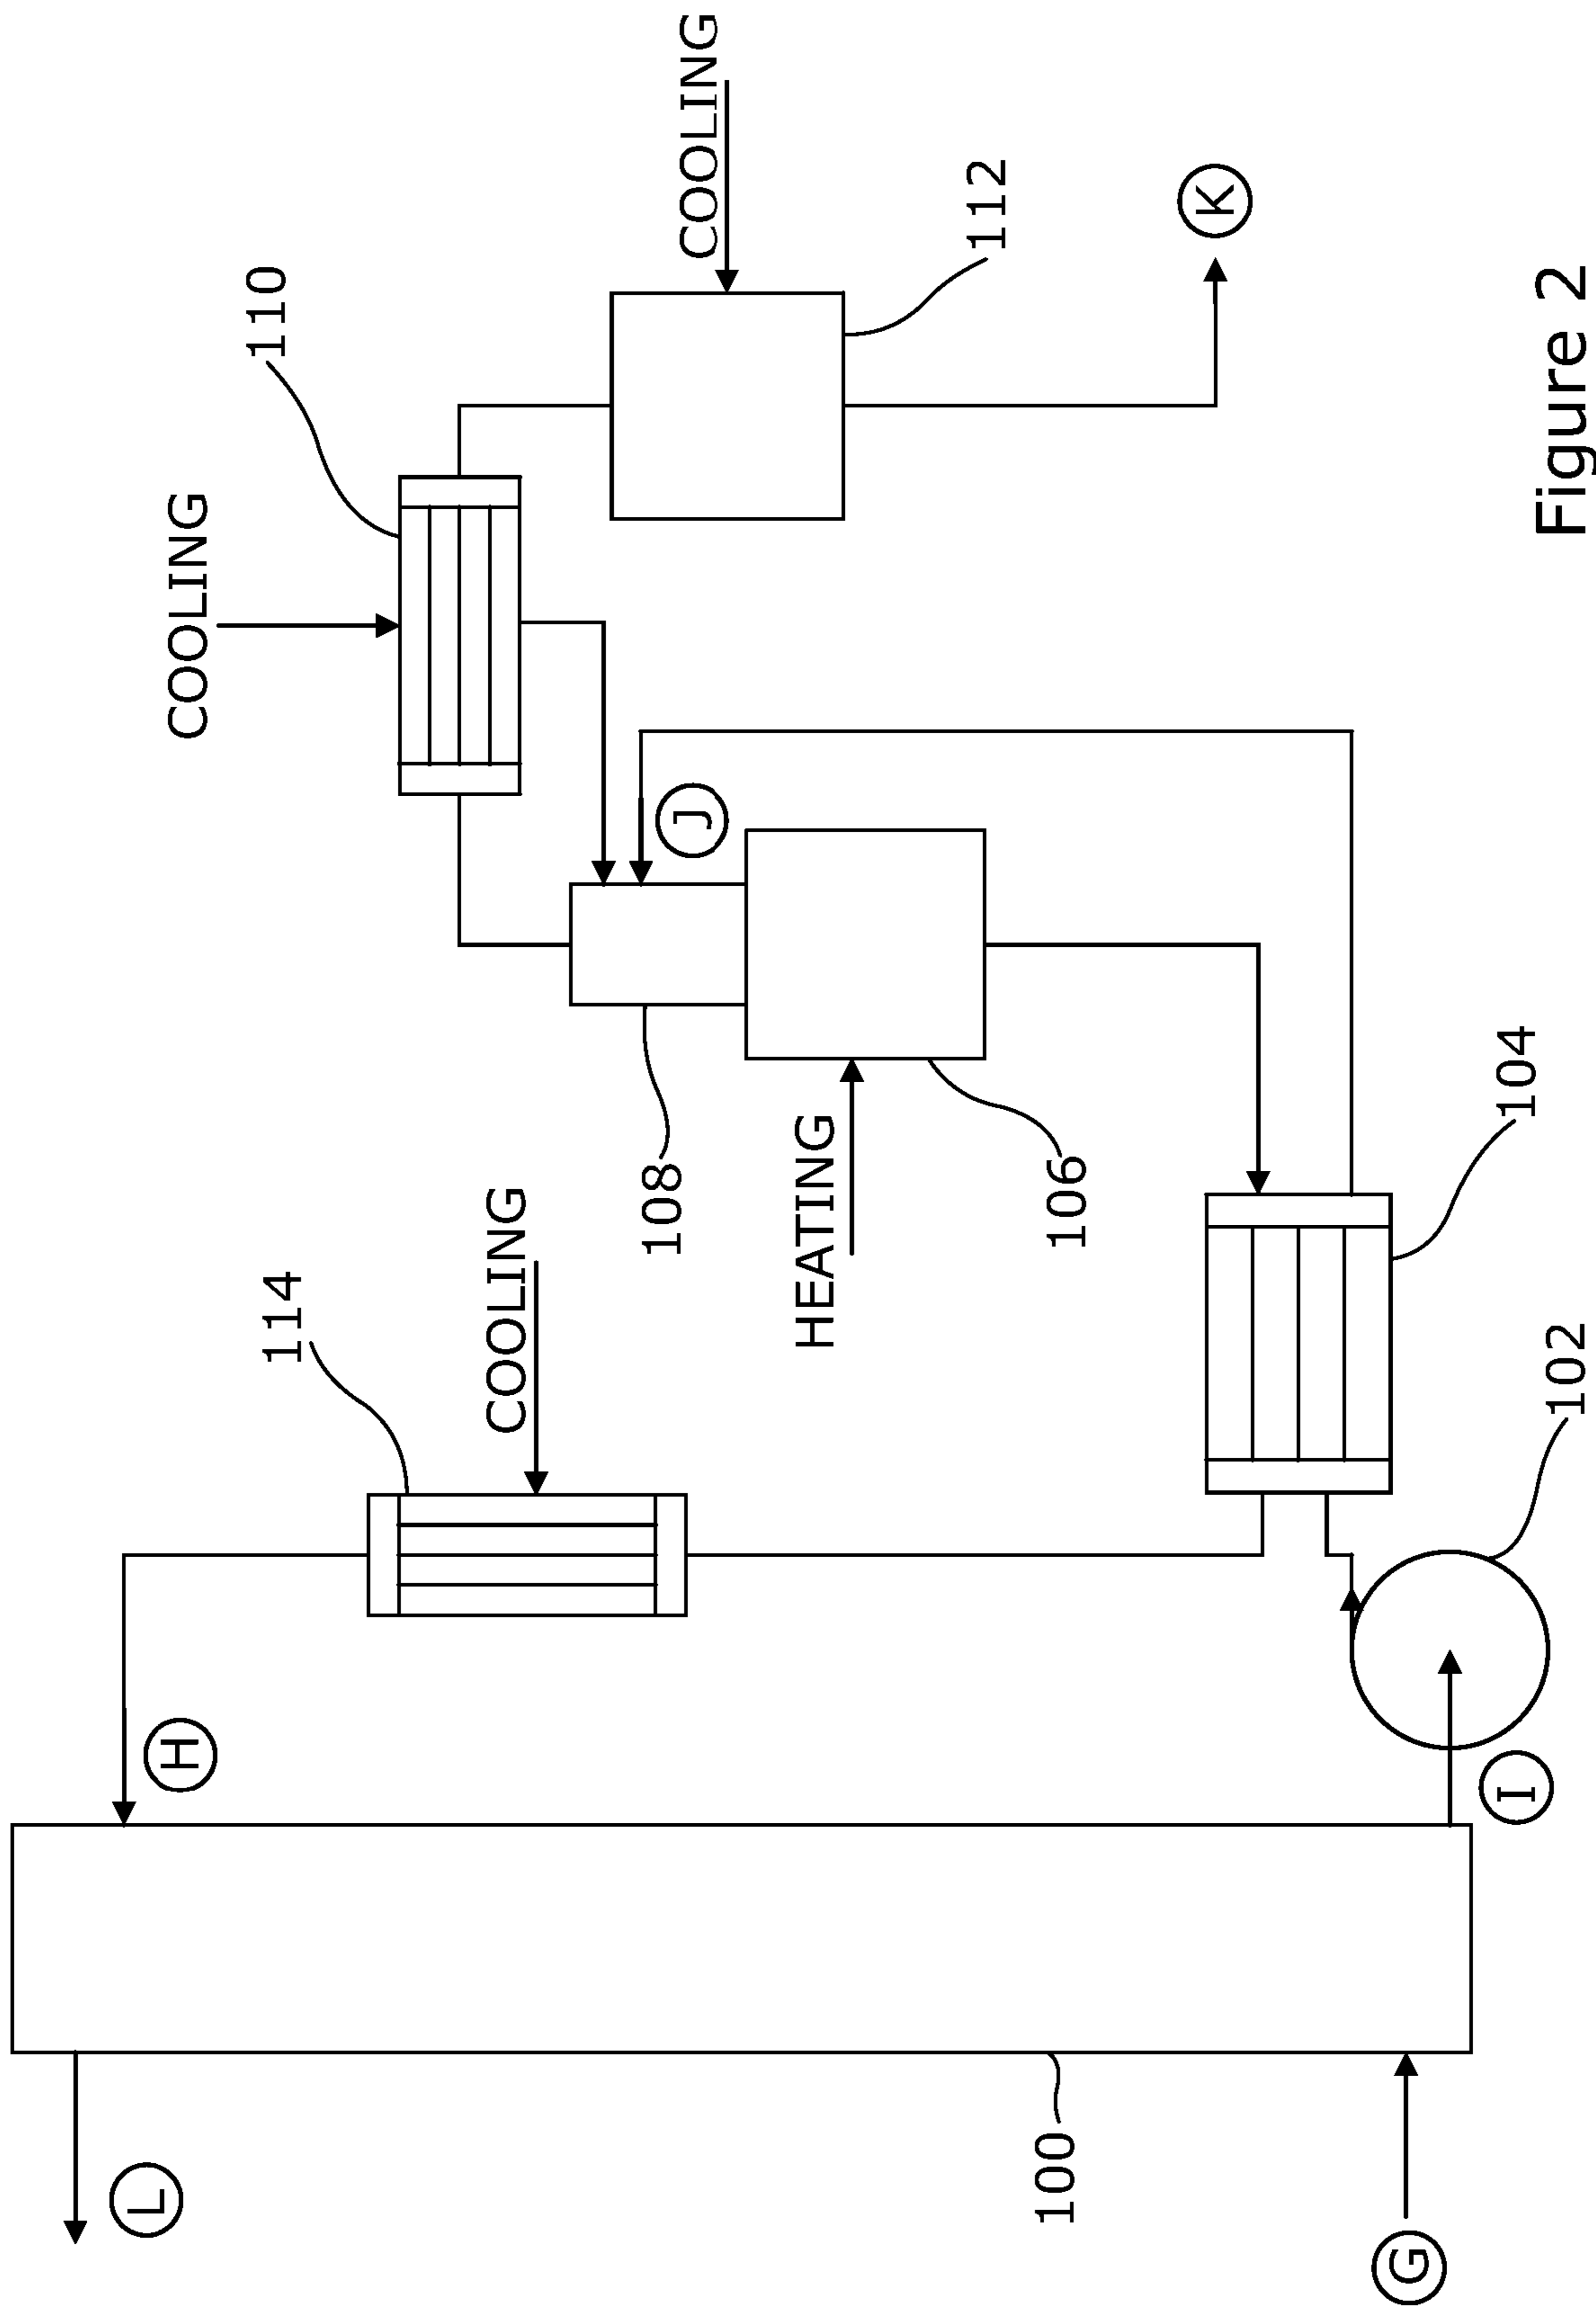 COOLING
COOLING
110
112
K
J
108
HEATING
106
114
COOLING
104
102
H
I
L
100
G
Figure 2